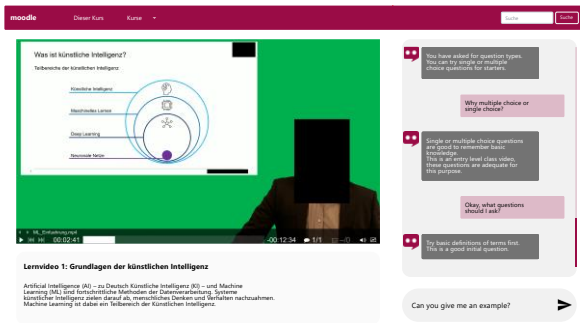 moodle
Dieser Kurs
Kurse
Suche
Suche
Was ist künstliche Intelligenz?
Teilbereiche der künstlichen Intelligenz
Künstliche Intelligenz
Maschinelles Lernen
Deep Learning
Neuronale Netze
ML_Einfuehrung.mp4
00:02:41
-00:12:34
1/1
Lernvideo 1: Grundlagen der künstlichen Intelligenz
Artificial Intelligence (AI) – zu Deutsch Künstliche Intelligenz (KI) – und Machine
Learning (ML) sind fortschrittliche Methoden der Datenverarbeitung. Systeme
künstlicher Intelligenz zielen darauf ab, menschliches Denken und Verhalten nachzuahmen.
Machine Learning ist dabei ein Teilbereich der Künstlichen Intelligenz.
You have asked for question types.
You can try single or multiple
choice questions for starters.
Why multiple choice or
single choice?
Single or multiple choice questions
are good to remember basic
knowledge.
This is an entry level class video,
these questions are adequate for
this purpose.
Okay, what questions
should I ask?
Try basic definitions of terms first.
This is a good initial question.
Can you give me an example?